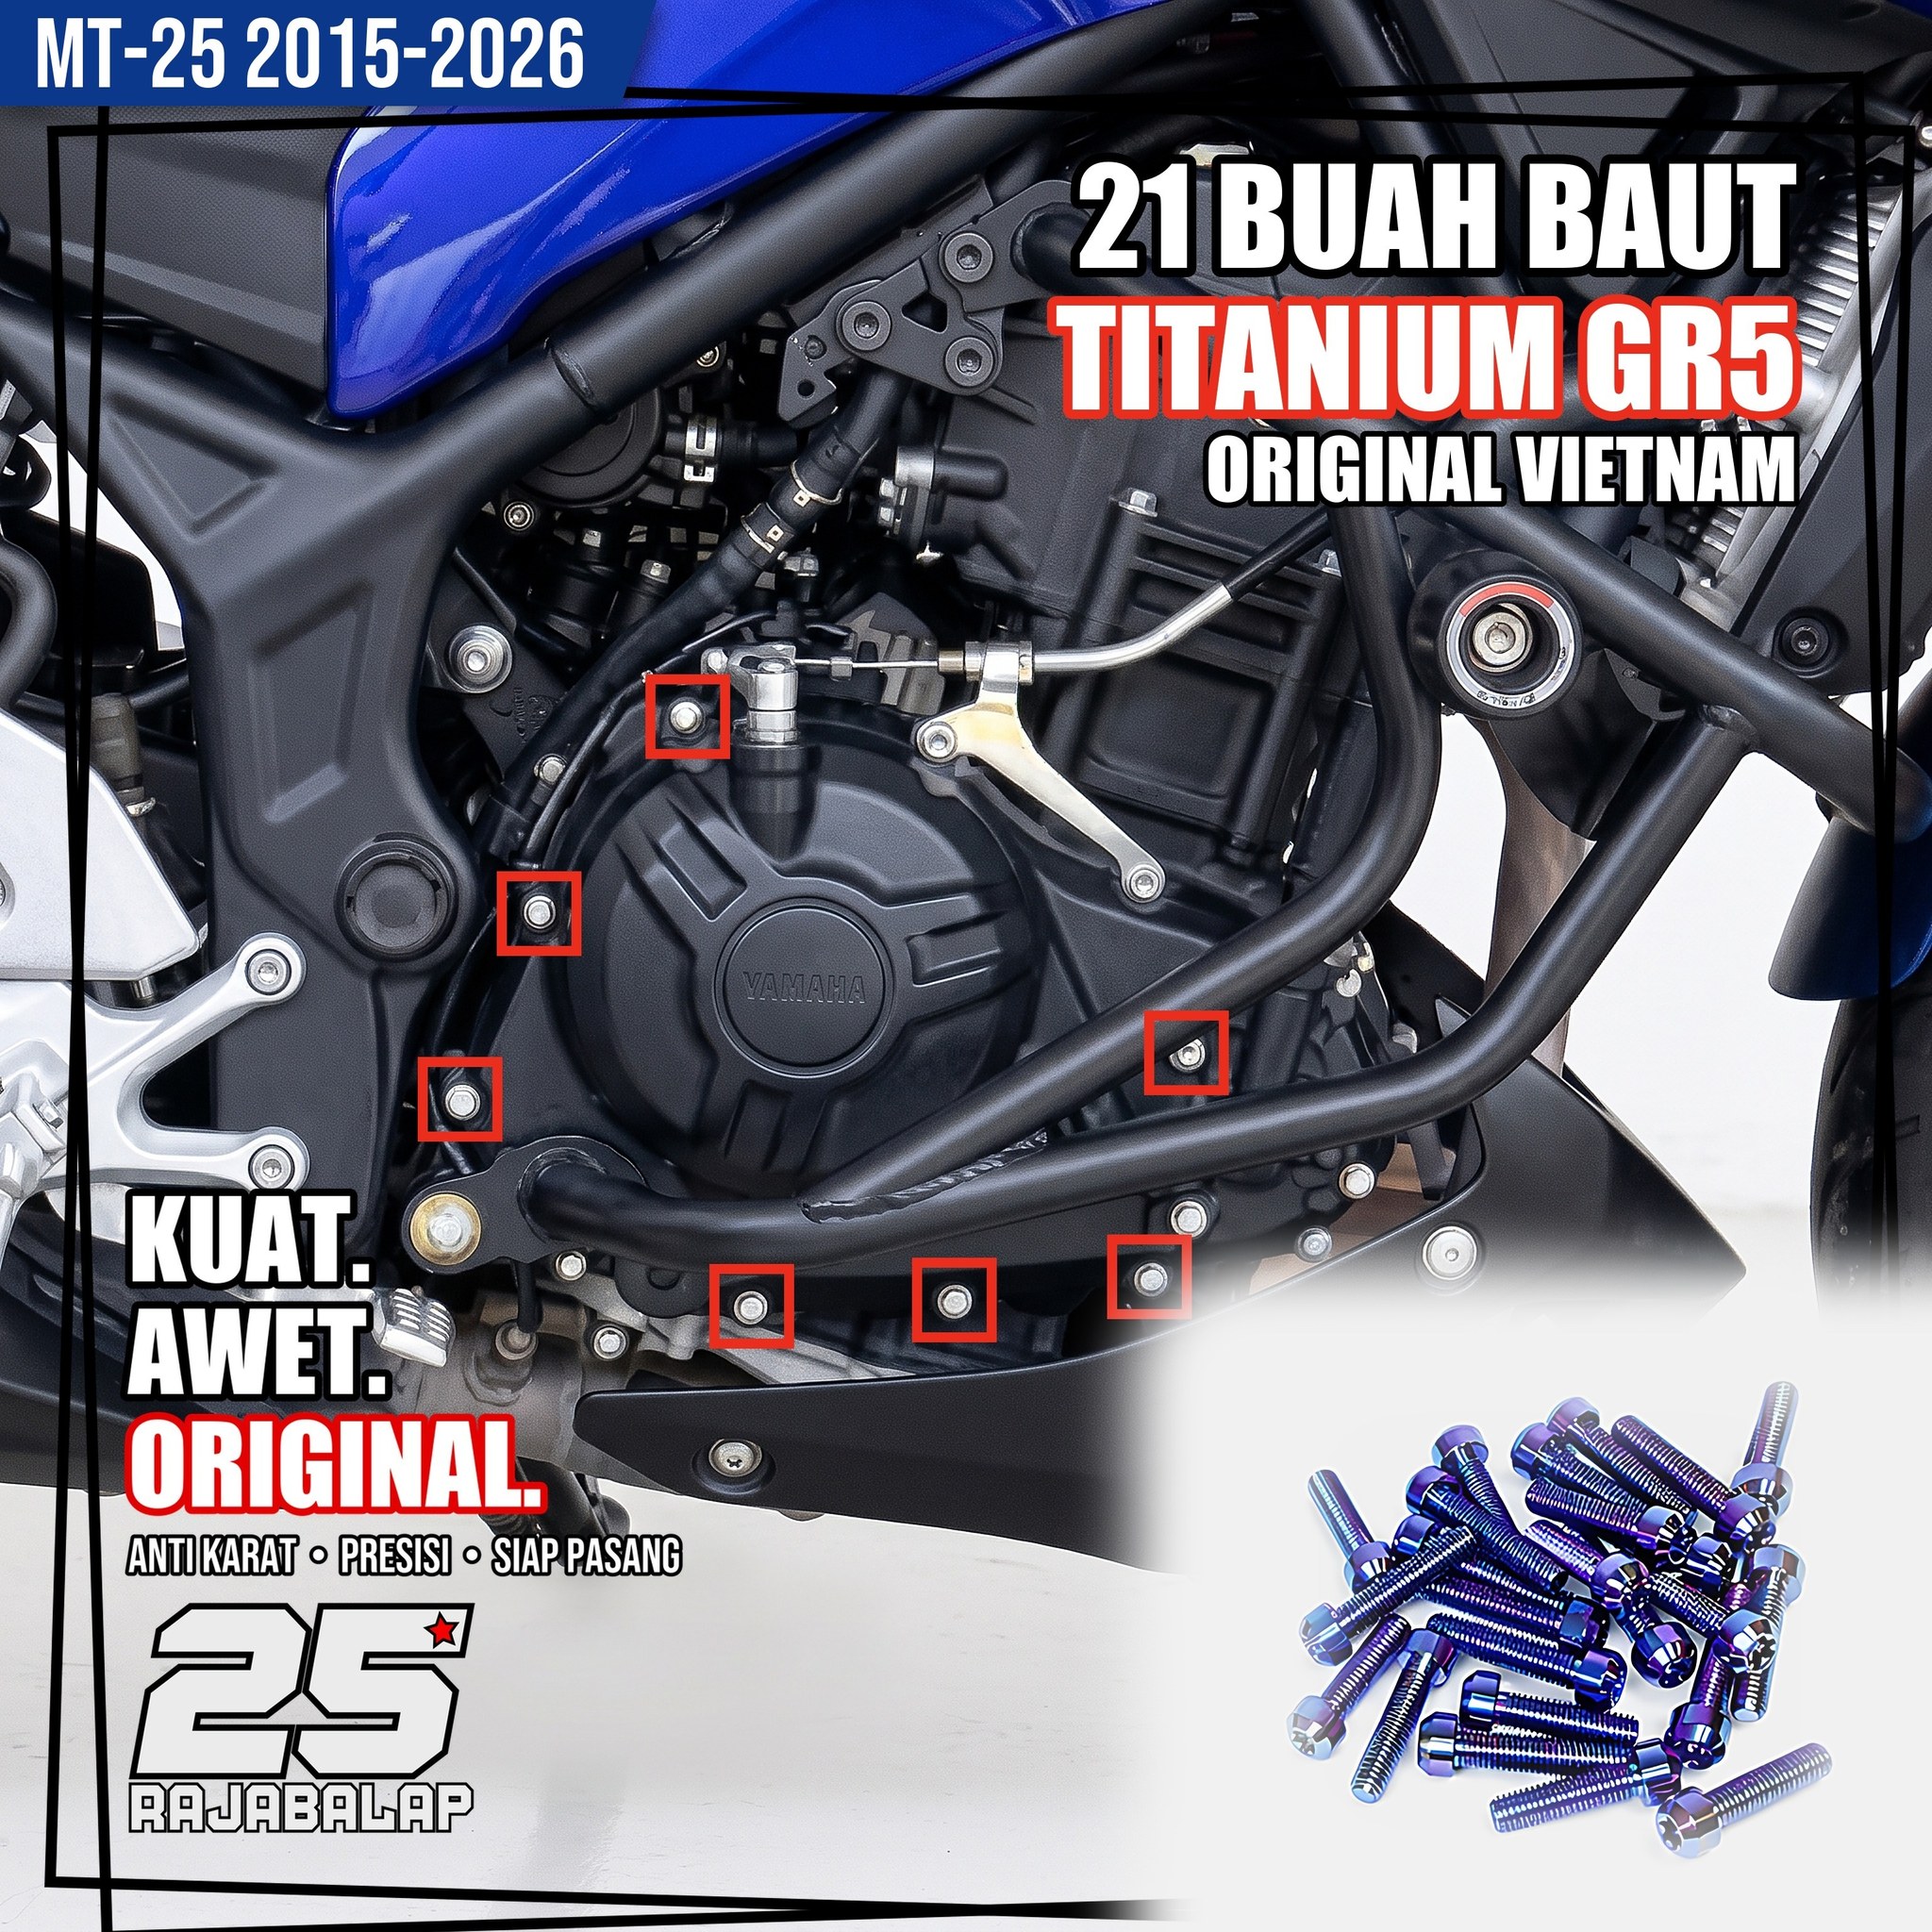 MT-25 2015-2026
21 BUAH BAUT
TITANIUM GR5
ORIGINAL VIETNAM
YAMAHA
KUAT.
AWET.
ORIGINAL.
ANTI KARAT • PRESISI • SIAP PASANG
25
RAJABALAP